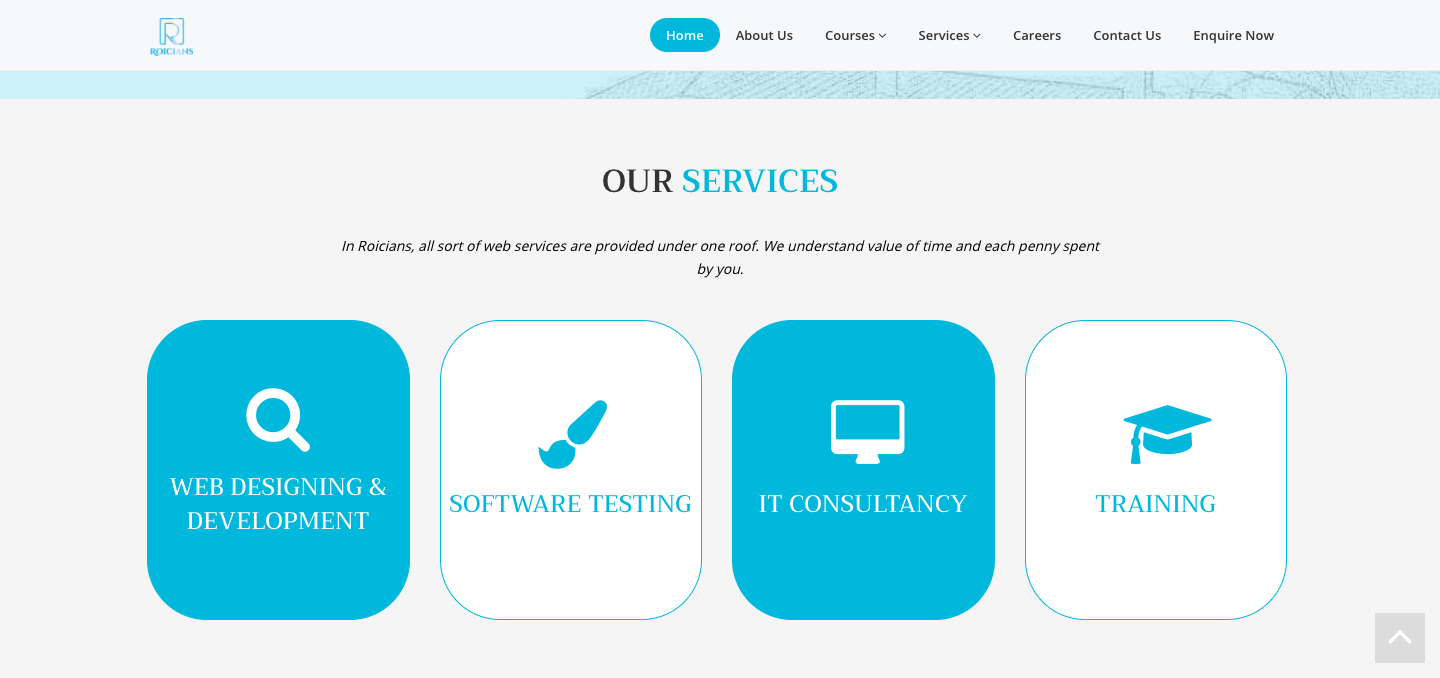 ROICIANS
Home
About Us
Courses
Services
Careers
Contact Us
Enquire Now
OUR SERVICES
In Roicians, all sort of web services are provided under one roof. We understand value of time and each penny spent
by you.
WEB DESIGNING &
DEVELOPMENT
SOFTWARE TESTING
IT CONSULTANCY
TRAINING